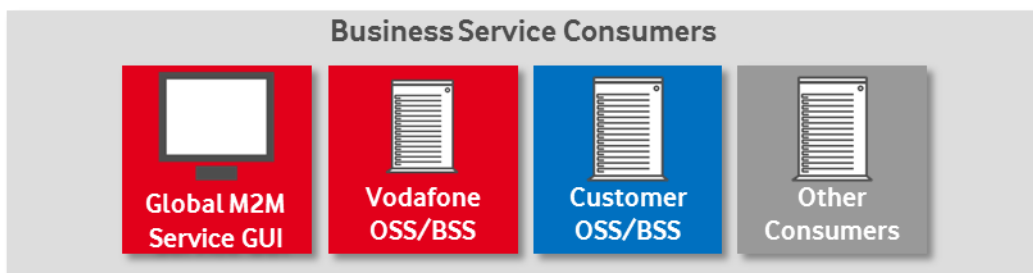 Business Service Consumers
Global M2M
Service GUI
Vodafone
OSS/BSS
Customer
OSS/BSS
Other
Consumers